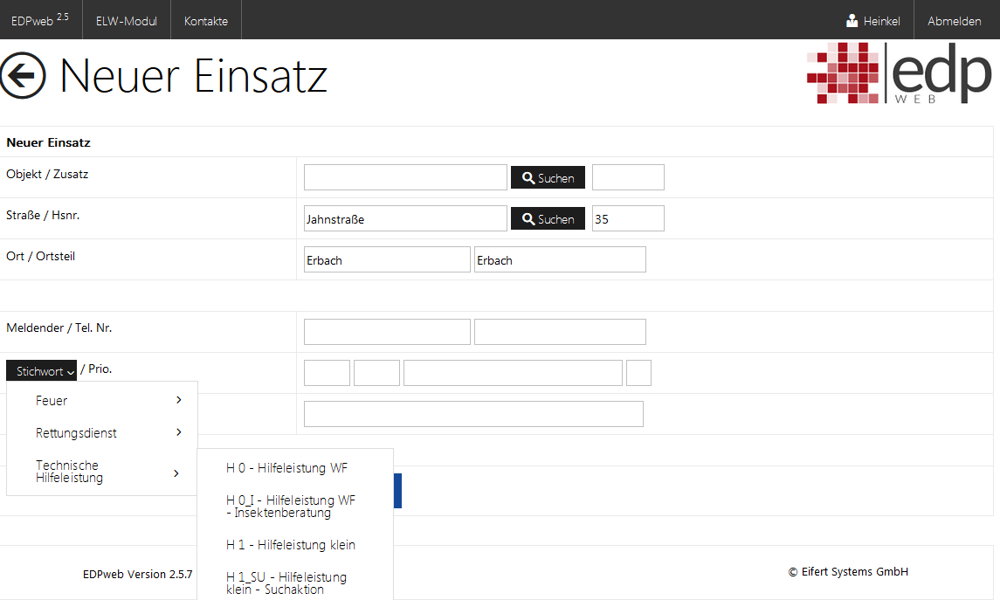 EDPweb 2.5 ELW-Modul Kontakte Heinkel Abmelden
Neuer Einsatz
edp
WEB
Neuer Einsatz
Objekt / Zusatz Suchen
Straße / Hsnr. Jahnstraße Suchen 35
Ort / Ortsteil Erbach Erbach
Meldender / Tel. Nr.
Stichwort / Prio.
Feuer
Rettungsdienst
Technische
Hilfeleistung
H 0 - Hilfeleistung WF
H 0_I - Hilfeleistung WF
- Insektenberatung
H 1 - Hilfeleistung klein
H 1_SU - Hilfeleistung
klein - Suchaktion
EDPweb Version 2.5.7 © Eifert Systems GmbH